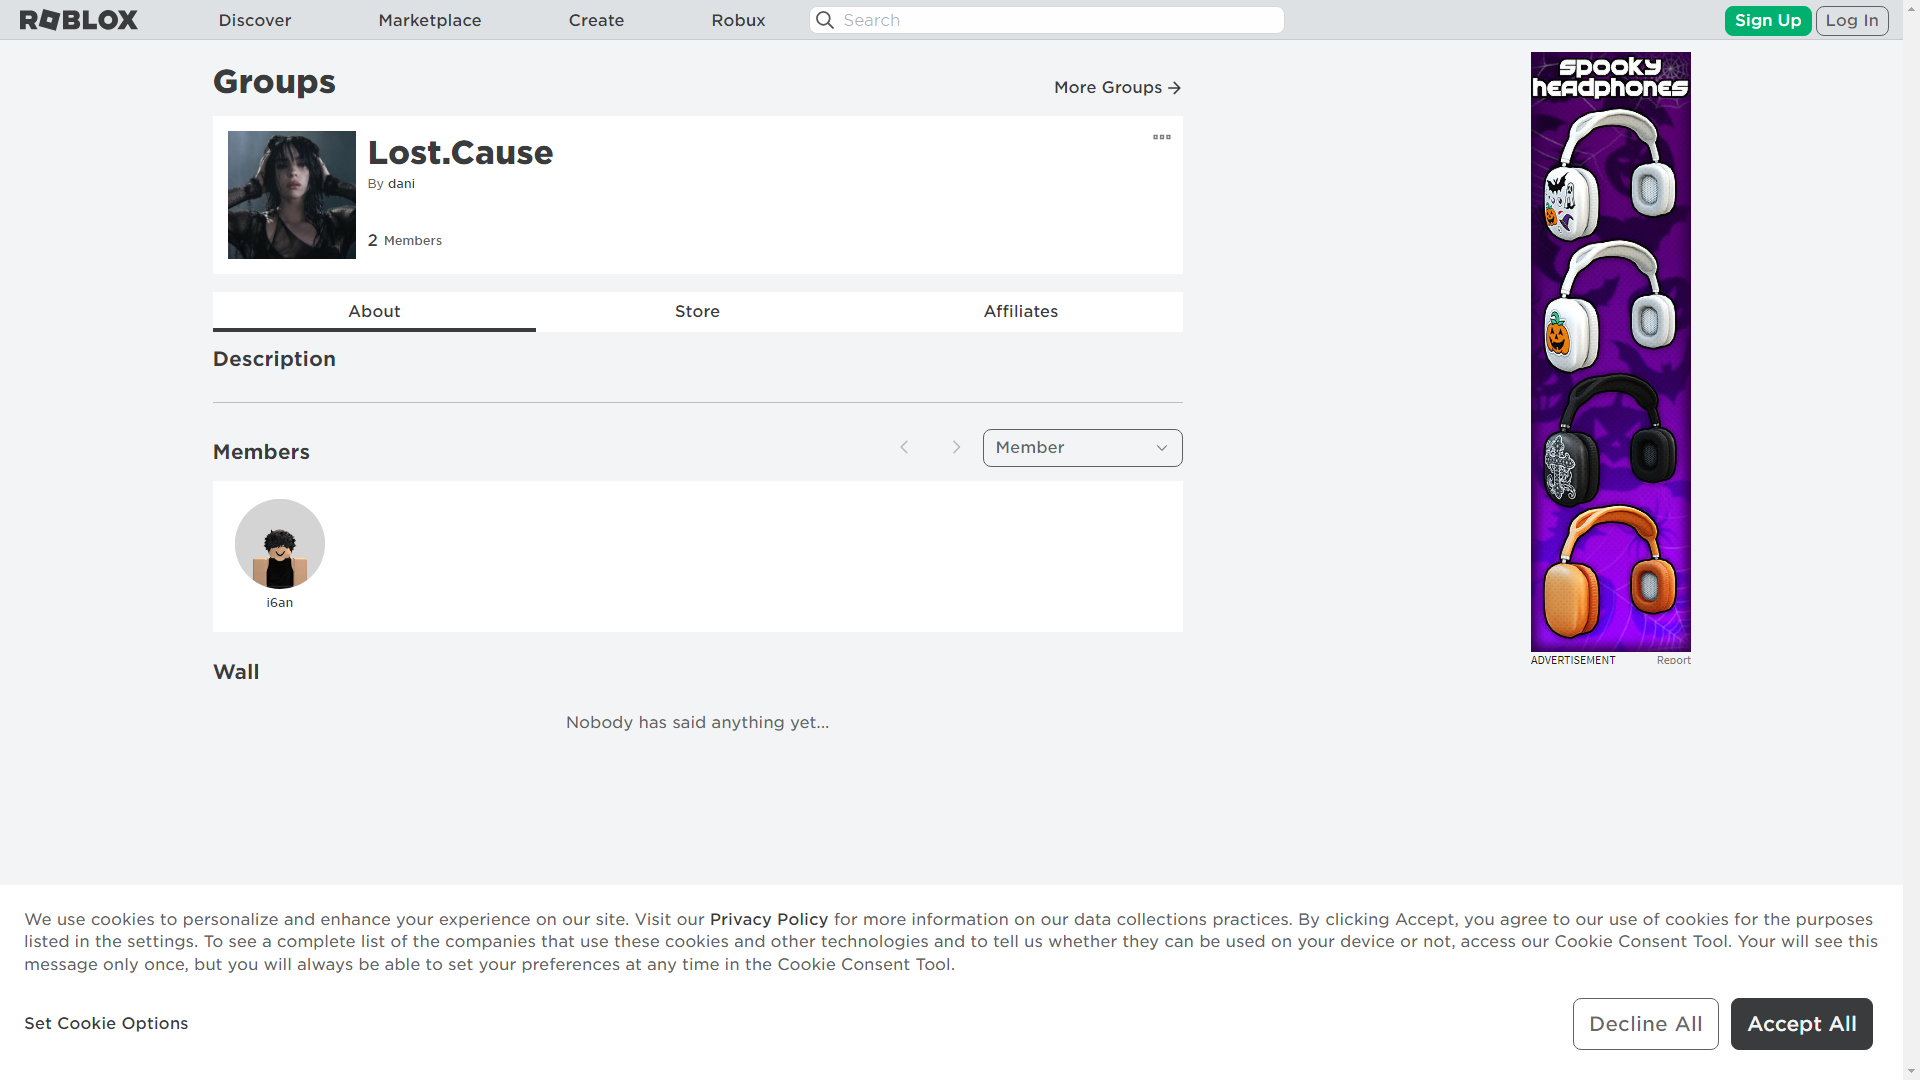 ROBLOX
Discover
Marketplace
Create
Robux
Search
Sign Up
Log In
Groups
More Groups
Lost.Cause
By dani
2 Members
About
Store
Affiliates
Description
Members
Member
i6an
Wall
Nobody has said anything yet...
spooky
headphones
ADVERTISEMENT
Report
We use cookies to personalize and enhance your experience on our site. Visit our Privacy Policy for more information on our data collections practices. By clicking Accept, you agree to our use of cookies for the purposes
listed in the settings. To see a complete list of the companies that use these cookies and other technologies and to tell us whether they can be used on your device or not, access our Cookie Consent Tool. Your will see this
message only once, but you will always be able to set your preferences at any time in the Cookie Consent Tool.
Set Cookie Options
Decline All
Accept All